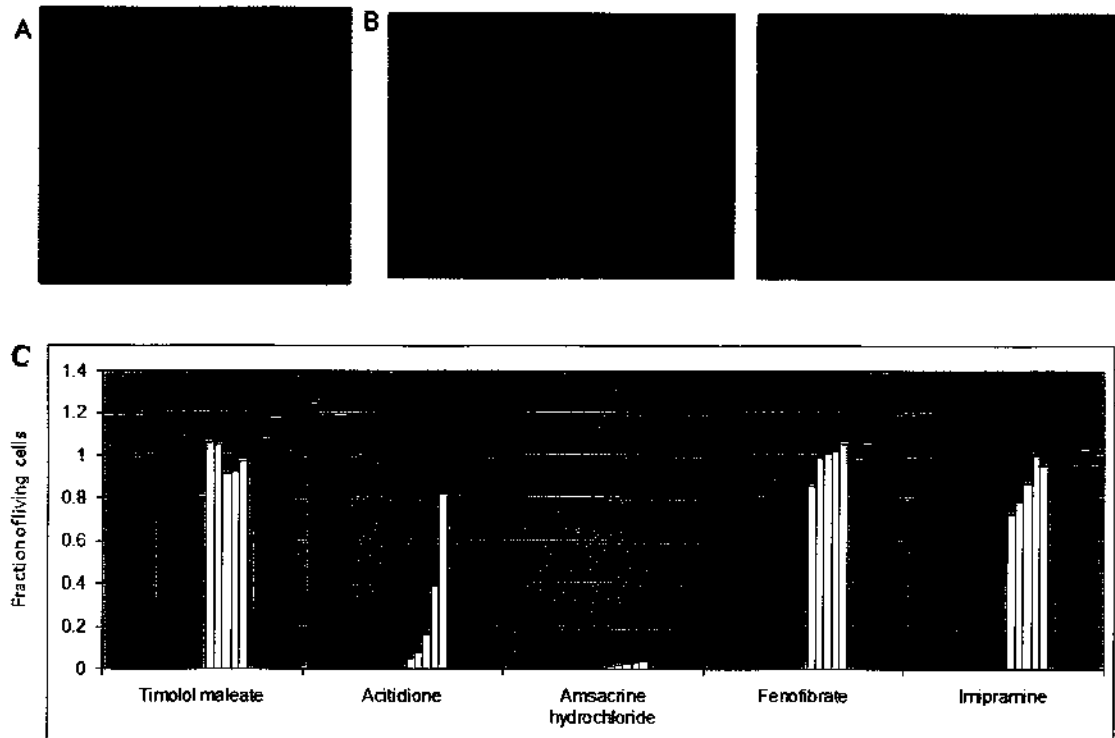 A
B
C
1.4
1.2
1
0.8
0.6
0.4
0.2
0
Fraction of living cells
Timolol maleate
Acitidione
Amsacrine
hydrochloride
Fenofibrate
Imipramine